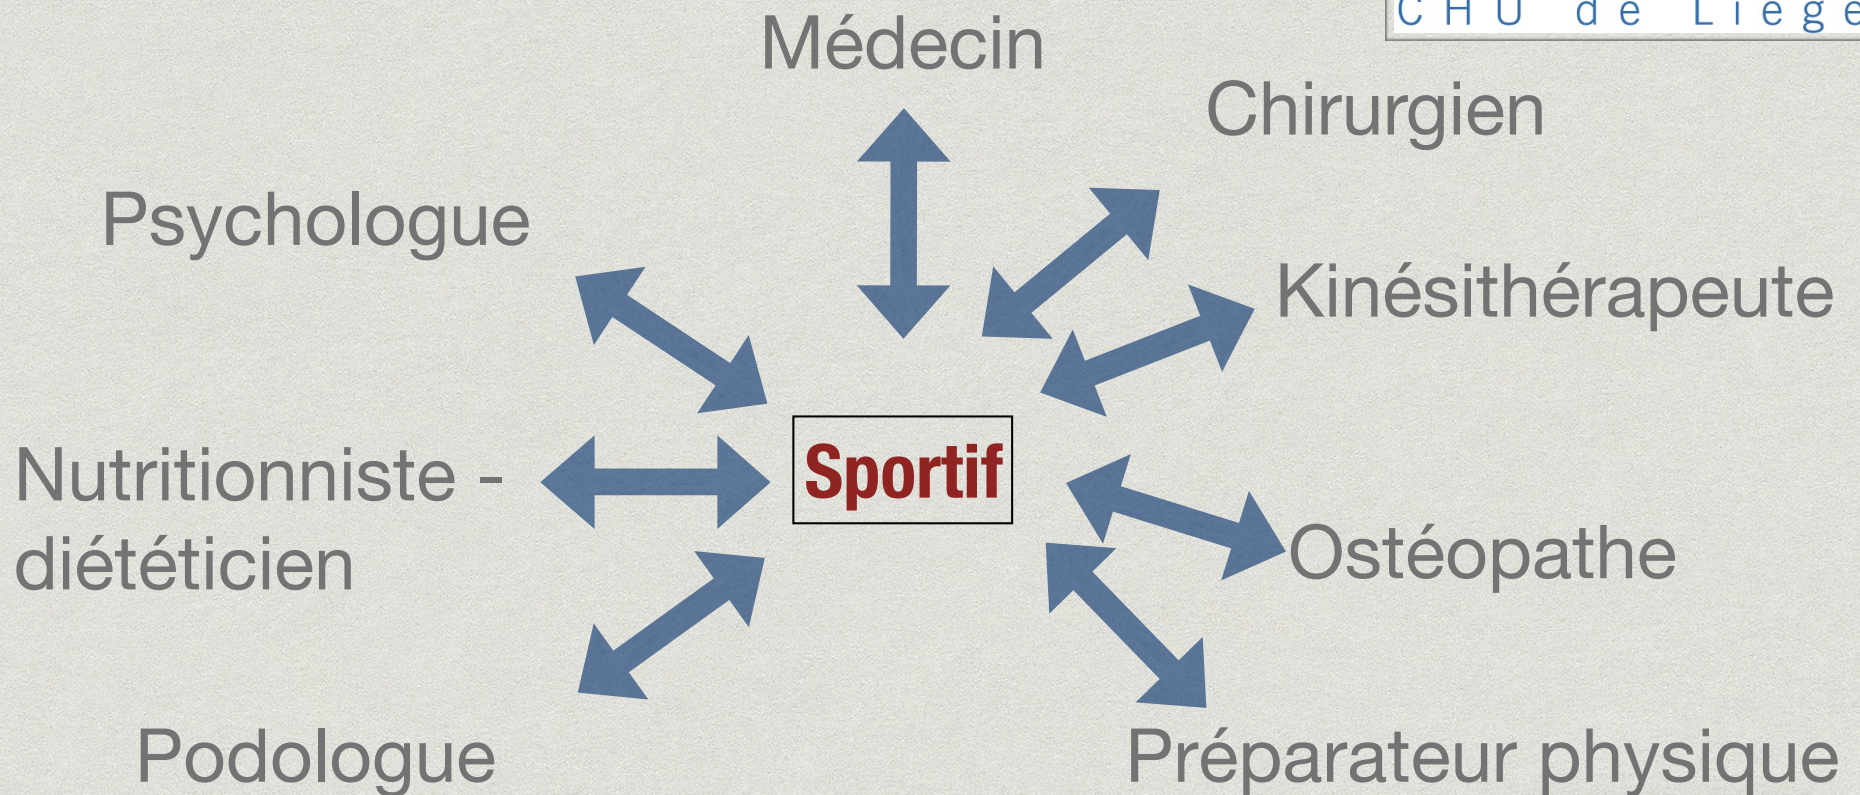 CHU de Liège
Médecin
Chirurgien
Psychologue
Kinésithérapeute
Nutritionniste -
diététicien
Sportif
Ostéopathe
Podologue
Préparateur physique